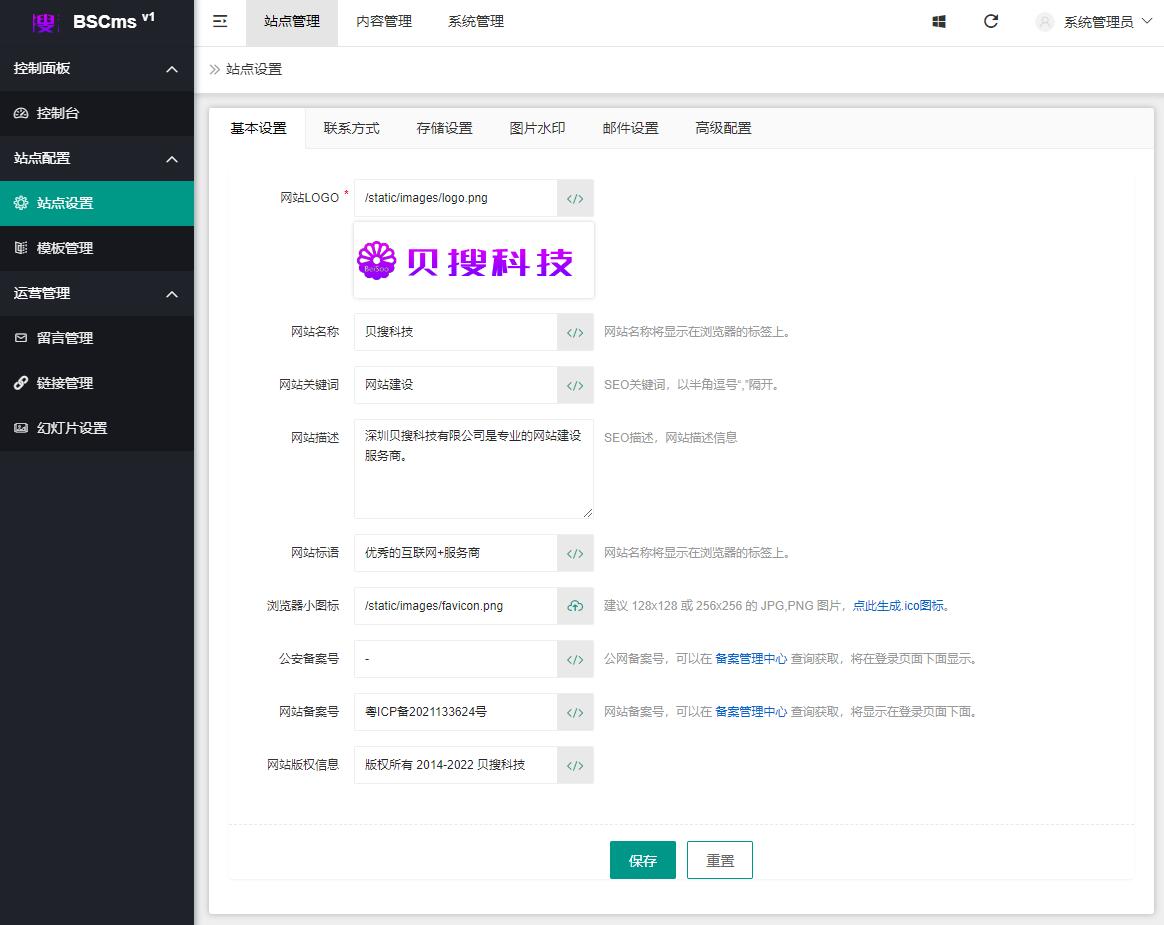 搜 BSCms v1
站点管理 内容管理 系统管理 系统管理员
控制面板
站点设置
控制台
站点配置
站点设置
模板管理
运营管理
留言管理
链接管理
幻灯片设置
基本设置 联系方式 存储设置 图片水印 邮件设置 高级配置
网站LOGO * /static/images/logo.png </>
BeiSoo 贝搜科技
网站名称 贝搜科技 </> 网站名称将显示在浏览器的标签上。
网站关键词 网站建设 </> SEO关键词，以半角逗号“,”隔开。
网站描述 深圳贝搜科技有限公司是专业的网站建设 SEO描述，网站描述信息
服务商。
网站标语 优秀的互联网+服务商 </> 网站名称将显示在浏览器的标签上。
浏览器小图标 /static/images/favicon.png 建议 128x128 或 256x256 的 JPG,PNG 图片，点此生成.ico图标。
公安备案号 - </> 公网备案号，可以在 备案管理中心 查询获取，将在登录页面下面显示。
网站备案号 粤ICP备2021133624号 </> 网站备案号，可以在 备案管理中心 查询获取，将显示在登录页面下面。
网站版权信息 版权所有 2014-2022 贝搜科技 </>
保存 重置